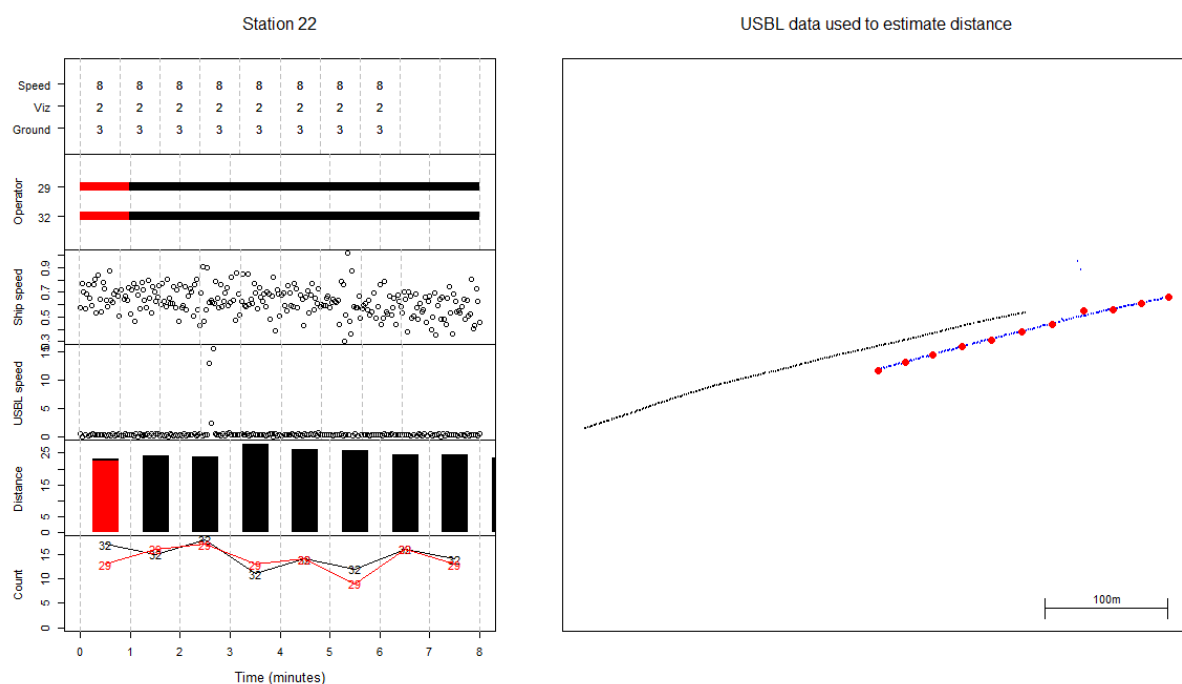 Station 22
USBL data used to estimate distance
Speed 8 8 8 8 8 8 8 8
Viz 2 2 2 2 2 2 2 2
Ground 3 3 3 3 3 3 3 3
Operator
29
32
Ship speed
0.9
0.7
0.5
0.3
USBL speed
15
10
5
0
Distance
25
15
5
0
Count
15
10
5
0
32 32 32 32 32 32 32 32
29 29 29 29 29 29 29 29
0 1 2 3 4 5 6 7 8
Time (minutes)
100m